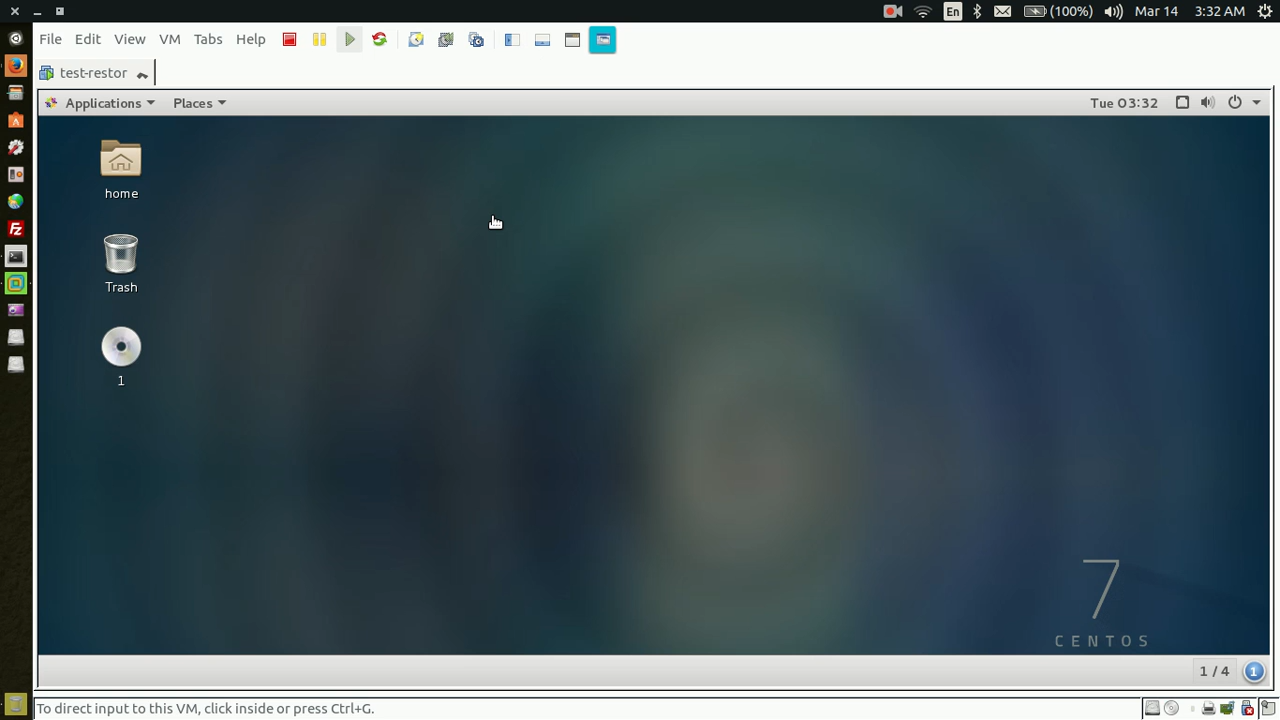 En
(100%)
Mar 14
3:32 AM
File Edit View VM Tabs Help
test-restor
Applications Places
Tue 03:32
home
Trash
1
7
CENTOS
1 / 4
1
To direct input to this VM, click inside or press Ctrl+G.